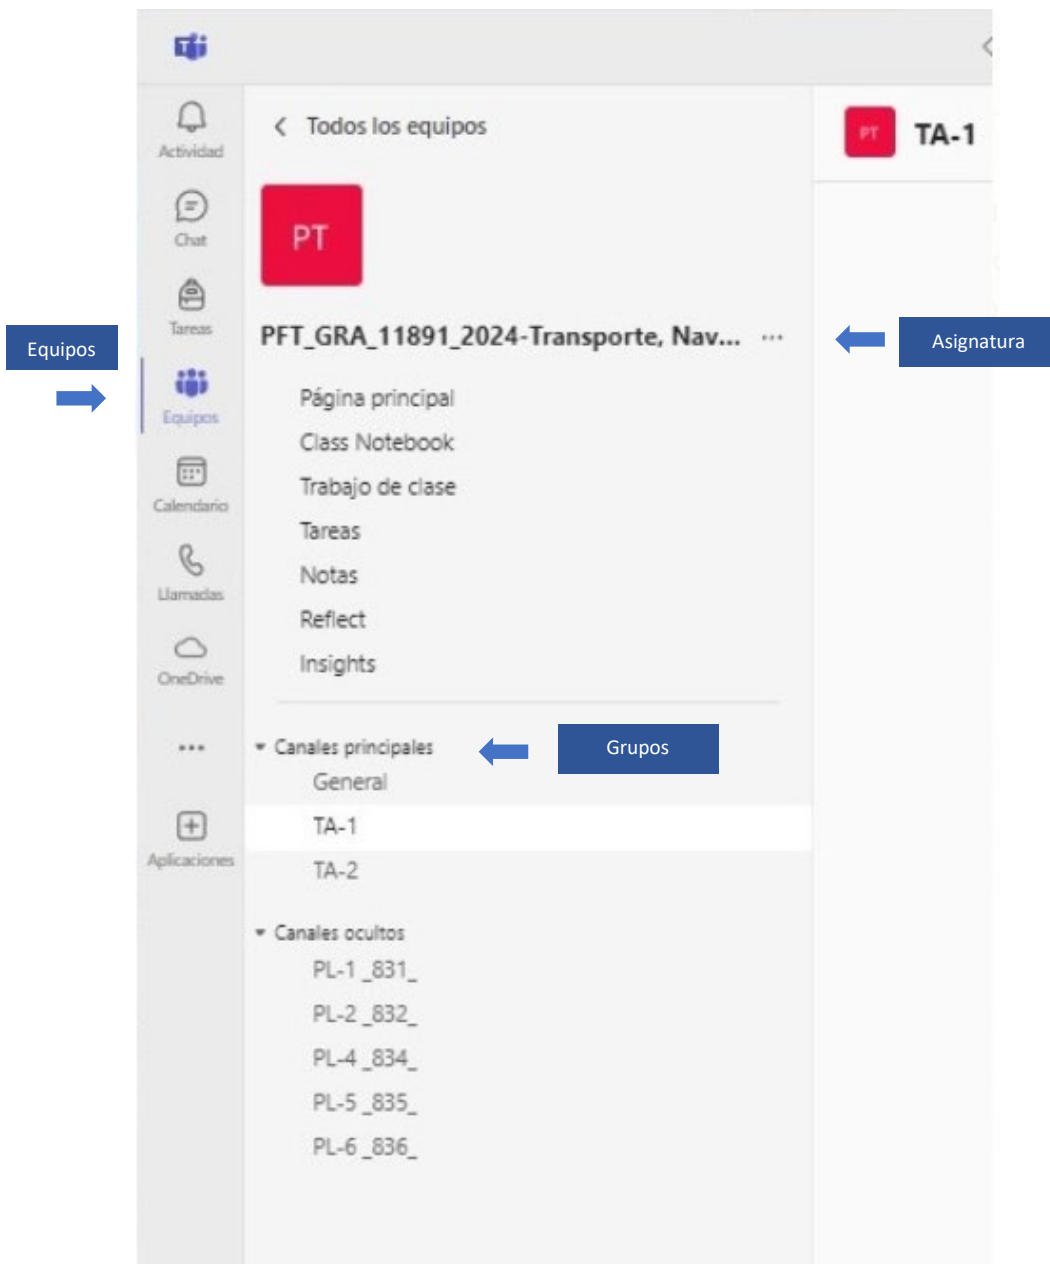 Actividad
Chat
Tareas
Equipos
Calendario
Llamadas
OneDrive
Aplicaciones
Equipos
Todos los equipos
PT
PFT_GRA_11891_2024-Transporte, Nav... ...
Asignatura
Página principal
Class Notebook
Trabajo de clase
Tareas
Notas
Reflect
Insights
Canales principales
Grupos
General
TA-1
TA-2
Canales ocultos
PL-1 _831_
PL-2 _832_
PL-4 _834_
PL-5 _835_
PL-6 _836_
PT TA-1